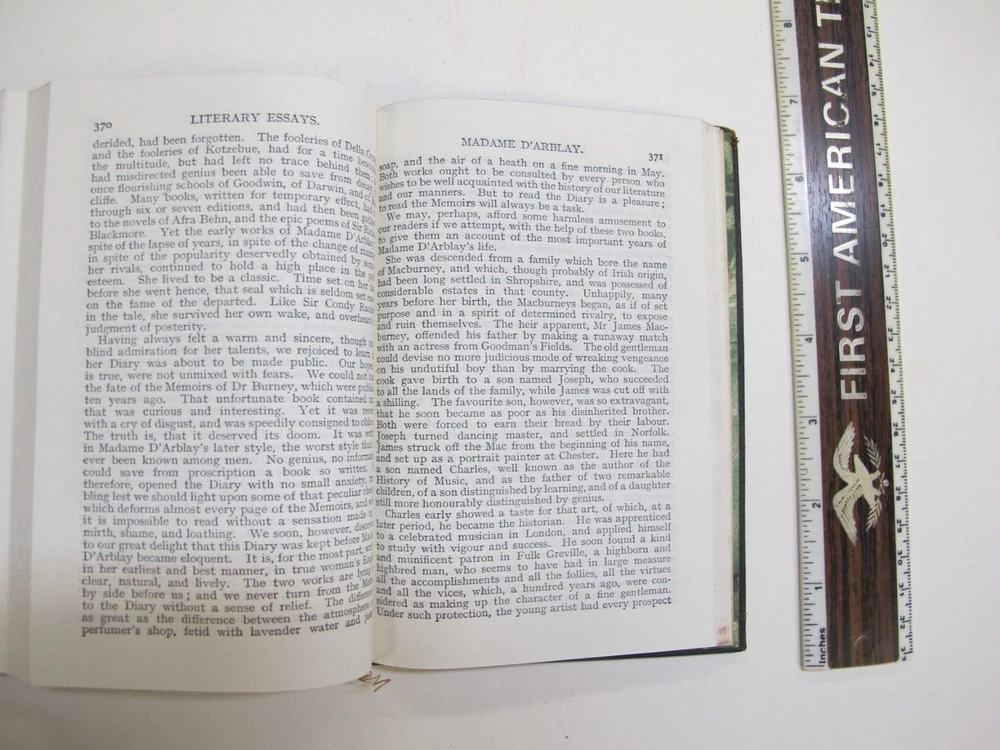 370 LITERARY ESSAYS.
derided, had been forgotten. The fooleries of Della
and the fooleries of Kotzebue, had for a time
the multitude, but had left no trace behind
had misdirected genius been able to save from
once flourishing schools of Goodwin, of Darwin, and of
cliffe. Many books, written for temporary effect, had
through six or seven editions, and had then been
to the novels of Afra Behn, and the epic poems of Sir
Blackmore. Yet the early works of Madame
spite of the lapse of years, in spite of the change of
in spite of the popularity deservedly obtained by
her rivals, continued to hold a high place in the
esteem. She lived to be a classic. Time set on her
before she went hence, that seal which is seldom set
on the fame of the departed. Like Sir Condy
in the tale, she survived her own wake, and
judgment of posterity.
Having always felt a warm and sincere, though
blind admiration for her talents, we rejoiced to learn
her Diary was about to be made public. Our
is true, were not unmixed with fears. We could not
the fate of the Memoirs of Dr Burney, which were
ten years ago. That unfortunate book contained
that was curious and interesting. Yet it was
with a cry of disgust, and was speedily consigned to
The truth is, that it deserved its doom. It was
in Madame D'Arblay's later style, the worst style
ever been known among men. No genius, no
could save from proscription a book so written.
therefore, opened the Diary with no small anxiety,
bling lest we should light upon some of that peculiar
which deforms almost every page of the Memoirs, and
it is impossible to read without a sensation made
mirth, shame, and loathing. We soon, however,
to our great delight that this Diary was kept before
D'Arblay became eloquent. It is, for the most part,
in her earliest and best manner, in true woman's
clear, natural, and lively. The two works are
by side before us; and we never turn from the
to the Diary without a sense of relief. The
as great as the difference between the atmosphere
perfumer's shop, fetid with lavender water and
MADAME D'ARBLAY. 371
soap, and the air of a heath on a fine morning in May.
Both works ought to be consulted by every person who
wishes to be well acquainted with the history of our literature
and our manners. But to read the Diary is a pleasure;
to read the Memoirs will always be a task.
We may, perhaps, afford some harmless amusement to
our readers if we attempt, with the help of these two books,
to give them an account of the most important years of
Madame D'Arblay's life.
She was descended from a family which bore the name
of Macburney, and which, though probably of Irish origin,
had been long settled in Shropshire, and was possessed of
considerable estates in that county. Unhappily, many
years before her birth, the Macburneys began, as if of set
purpose and in a spirit of determined rivalry, to expose
and ruin themselves. The heir apparent, Mr James Mac-
burney, offended his father by making a runaway match
with an actress from Goodman's Fields. The old gentleman
could devise no more judicious mode of wreaking vengeance
on his undutiful boy than by marrying the cook. The
cook gave birth to a son named Joseph, who succeeded
to all the lands of the family, while James was cut off with
a shilling. The favourite son, however, was so extravagant,
that he soon became as poor as his disinherited brother.
Both were forced to earn their bread by their labour.
Joseph turned dancing master, and settled in Norfolk.
James struck off the Mac from the beginning of his name,
and set up as a portrait painter at Chester. Here he had
a son named Charles, well known as the author of the
History of Music, and as the father of two remarkable
children, of a son distinguished by learning, and of a daughter
still more honourably distinguished by genius.
Charles early showed a taste for that art, of which, at a
later period, he became the historian. He was apprenticed
to a celebrated musician in London, and applied himself
to study with vigour and success. He soon found a kind
and munificent patron in Fulk Greville, a highborn and
highbred man, who seems to have had in large measure
all the accomplishments and all the follies, all the virtues
and all the vices, which, a hundred years ago, were con-
sidered as making up the character of a fine gentleman.
Under such protection, the young artist had every prospect
FIRST AMERICAN
8
7
6
5
4
3
2
1
Inches